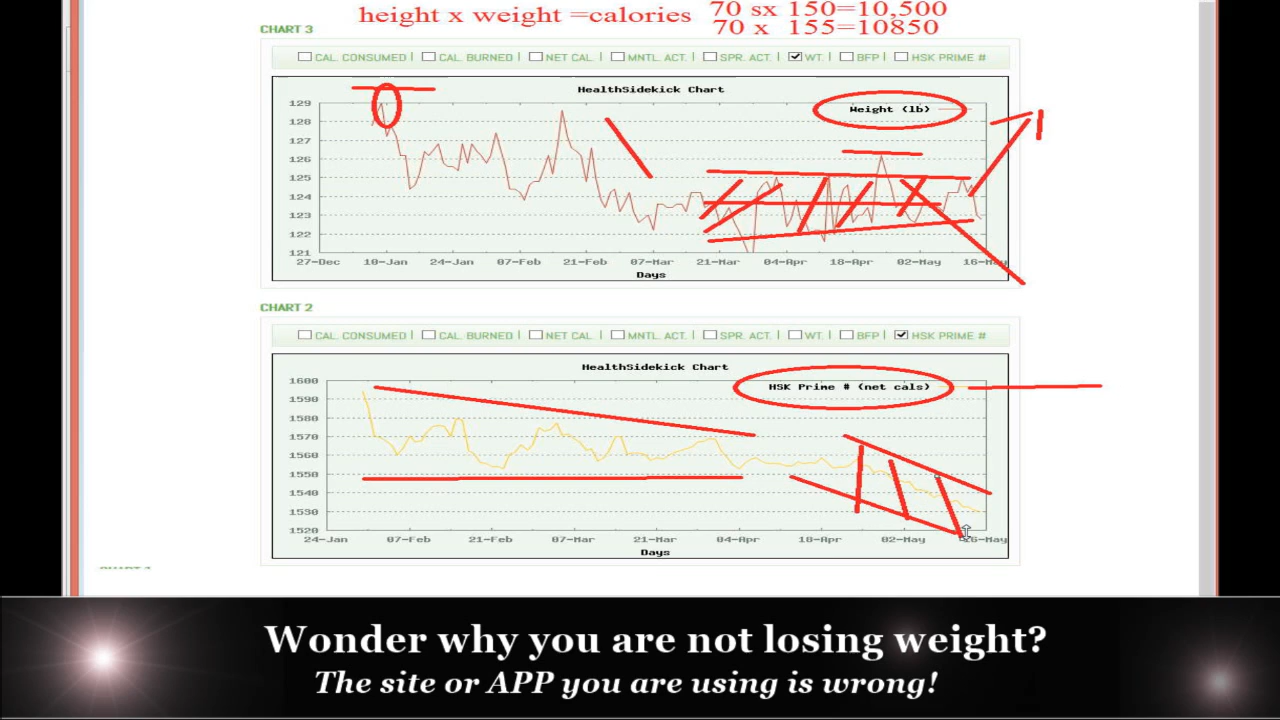 height x weight =calories 70 sx 150=10,500
70 x 155=10850
CHART 3
CAL. CONSUMED | CAL. BURNED | NET CAL. | MNTL. ACT. | SPR. ACT. | WT. | BFP | HSK PRIME #
HealthSidekick Chart
Weight (lb)
129
128
127
126
125
124
123
122
121
27-Dec 10-Jan 24-Jan 07-Feb 21-Feb 07-Mar 21-Mar 04-Apr 18-Apr 02-May 16-May
Days
CHART 2
CAL. CONSUMED | CAL. BURNED | NET CAL. | MNTL. ACT. | SPR. ACT. | WT. | BFP | HSK PRIME #
HealthSidekick Chart
HSK Prime # (net cals)
1600
1590
1580
1570
1560
1550
1540
1530
1520
24-Jan 07-Feb 21-Feb 07-Mar 21-Mar 04-Apr 18-Apr 02-May 16-May
Days
Wonder why you are not losing weight?
The site or APP you are using is wrong!